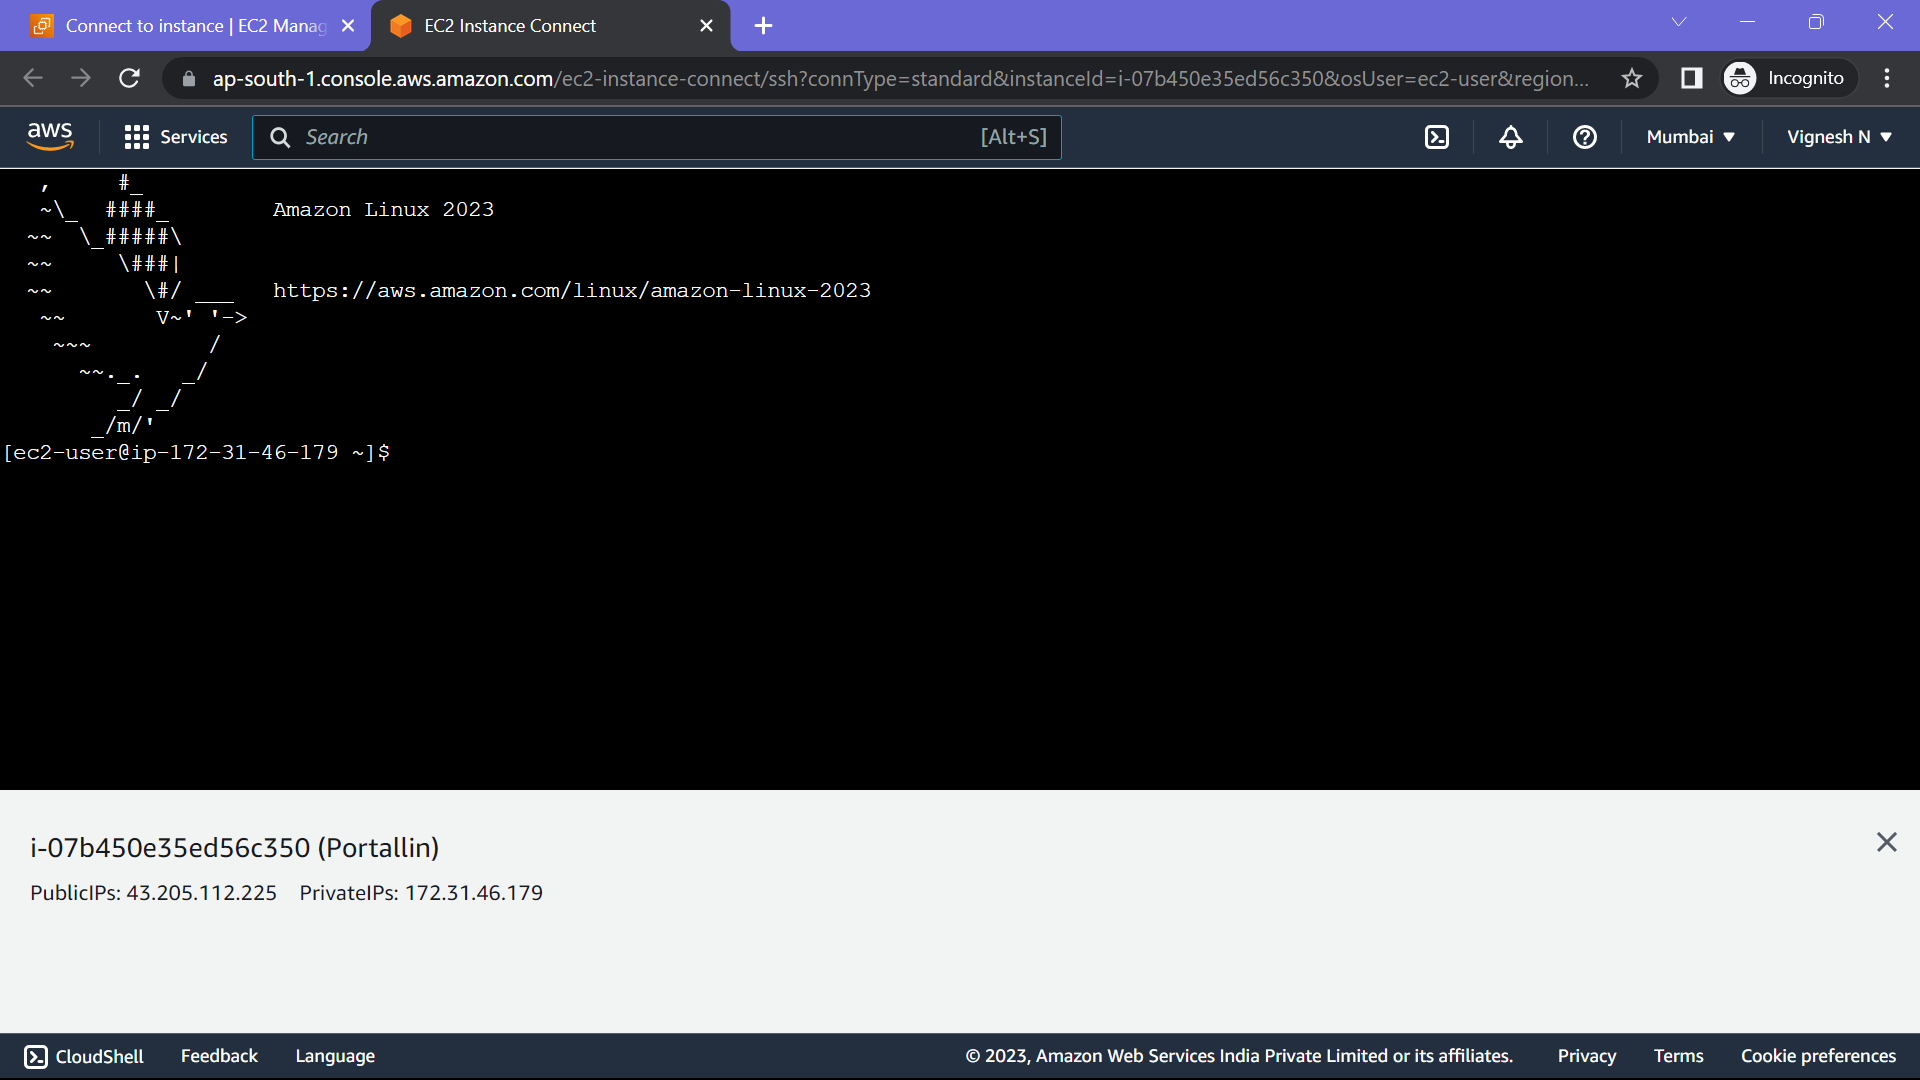 Connect to instance | EC2 Manag
EC2 Instance Connect
ap-south-1.console.aws.amazon.com/ec2-instance-connect/ssh?connType=standard&instanceId=i-07b450e35ed56c350&osUser=ec2-user&region...
Incognito
aws
Services
Search
[Alt+S]
Mumbai
Vignesh N
   ,     #_
   ~\_  ####_        Amazon Linux 2023
  ~~  \_#####\
  ~~     \###|
  ~~       \#/ ___   https://aws.amazon.com/linux/amazon-linux-2023
   ~~       V~' '->
    ~~~         /
      ~~._.   _/
         _/ _/
       _/m/'
[ec2-user@ip-172-31-46-179 ~]$
i-07b450e35ed56c350 (Portallin)
PublicIPs: 43.205.112.225 PrivateIPs: 172.31.46.179
CloudShell
Feedback
Language
© 2023, Amazon Web Services India Private Limited or its affiliates.
Privacy
Terms
Cookie preferences